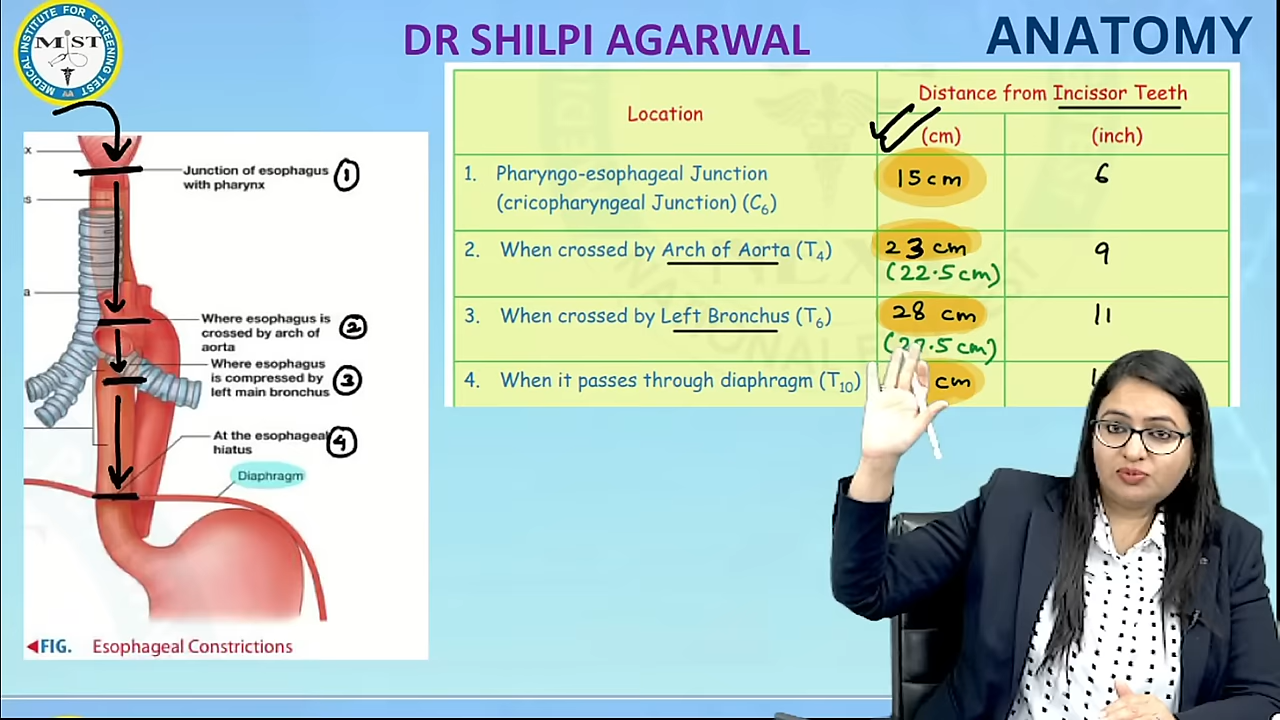 MEDICAL INSTITUTE FOR SCREENING TEST
MIST
DR SHILPI AGARWAL
ANATOMY
Location
Distance from Incissor Teeth
(cm)
(inch)
1. Pharyngo-esophageal Junction
(cricopharyngeal Junction) (C6)
15cm
6
2. When crossed by Arch of Aorta (T4)
23 cm
(22.5cm)
9
3. When crossed by Left Bronchus (T6)
28 cm
(27.5cm)
11
4. When it passes through diaphragm (T10)
cm
x
Junction of esophagus
with pharynx
1
s
a
Where esophagus is
crossed by arch of
aorta
2
Where esophagus
is compressed by
left main bronchus
3
At the esophageal
hiatus
4
Diaphragm
◄FIG. Esophageal Constrictions